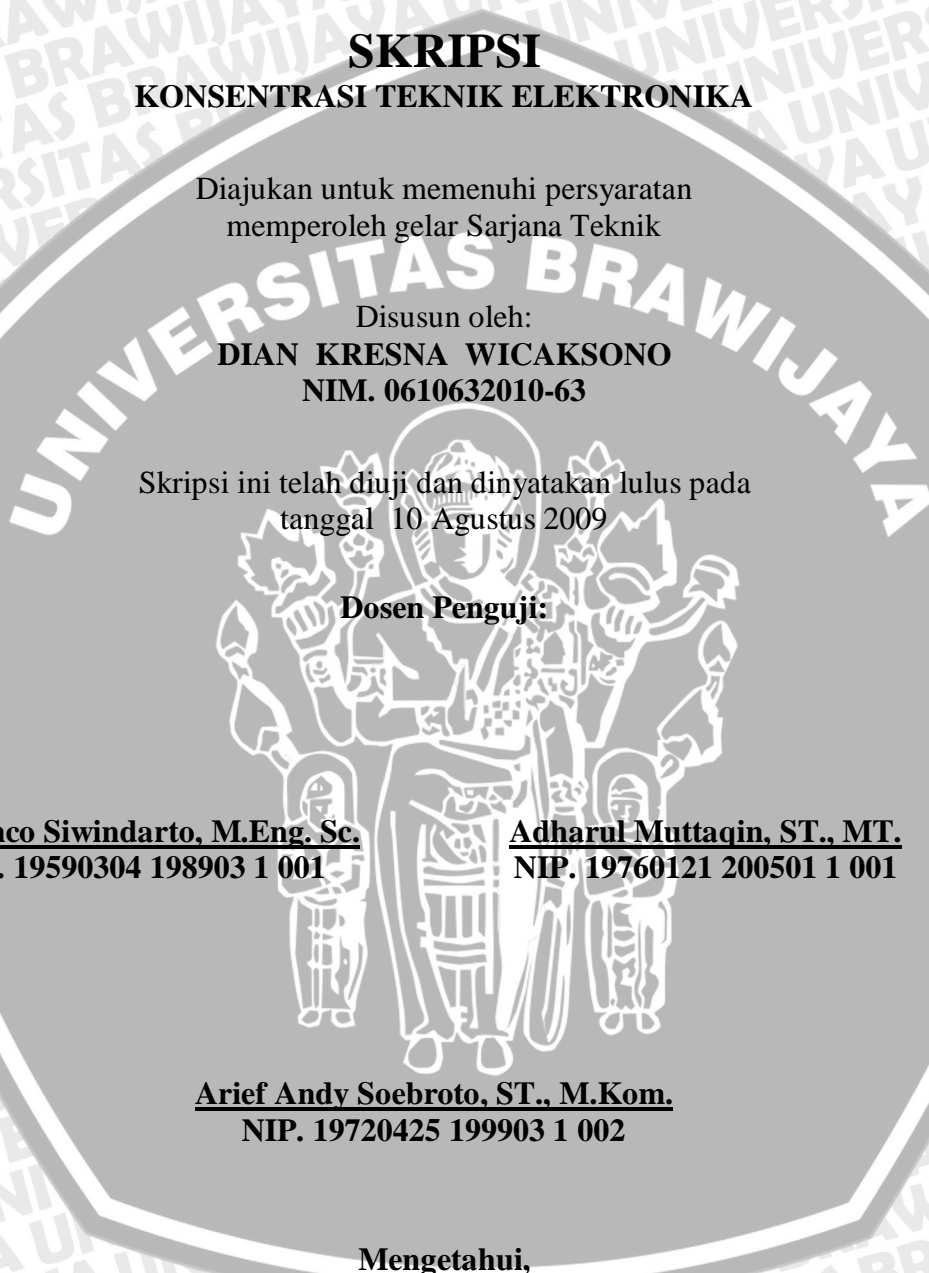 SKRIPSI
KONSENTRASI TEKNIK ELEKTRONIKA
Diajukan untuk memenuhi persyaratan
memperoleh gelar Sarjana Teknik
UNIVERSITAS BRAWIJAYA
Disusun oleh:
DIAN KRESNA WICAKSONO
NIM. 0610632010-63
Skripsi ini telah diuji dan dinyatakan lulus pada
tanggal 10 Agustus 2009
Dosen Penguji:
Siwindarto, M.Eng. Sc. Adharul Muttaqin, ST., MT.
19590304 198903 1 001 NIP. 19760121 200501 1 001
Arief Andy Soebroto, ST., M.Kom.
NIP. 19720425 199903 1 002
Mengetahui,